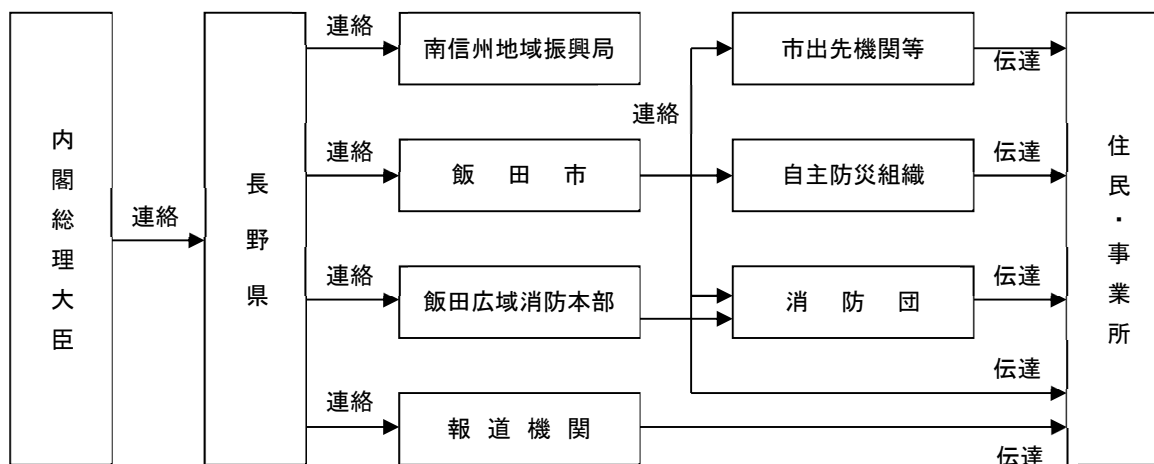 連絡
南信州地域振興局
市出先機関等
伝達
連絡
内閣総理大臣
連絡
長野県
連絡
飯田市
自主防災組織
伝達
住民・事業所
連絡
飯田広域消防本部
消防団
伝達
伝達
連絡
報道機関
伝達